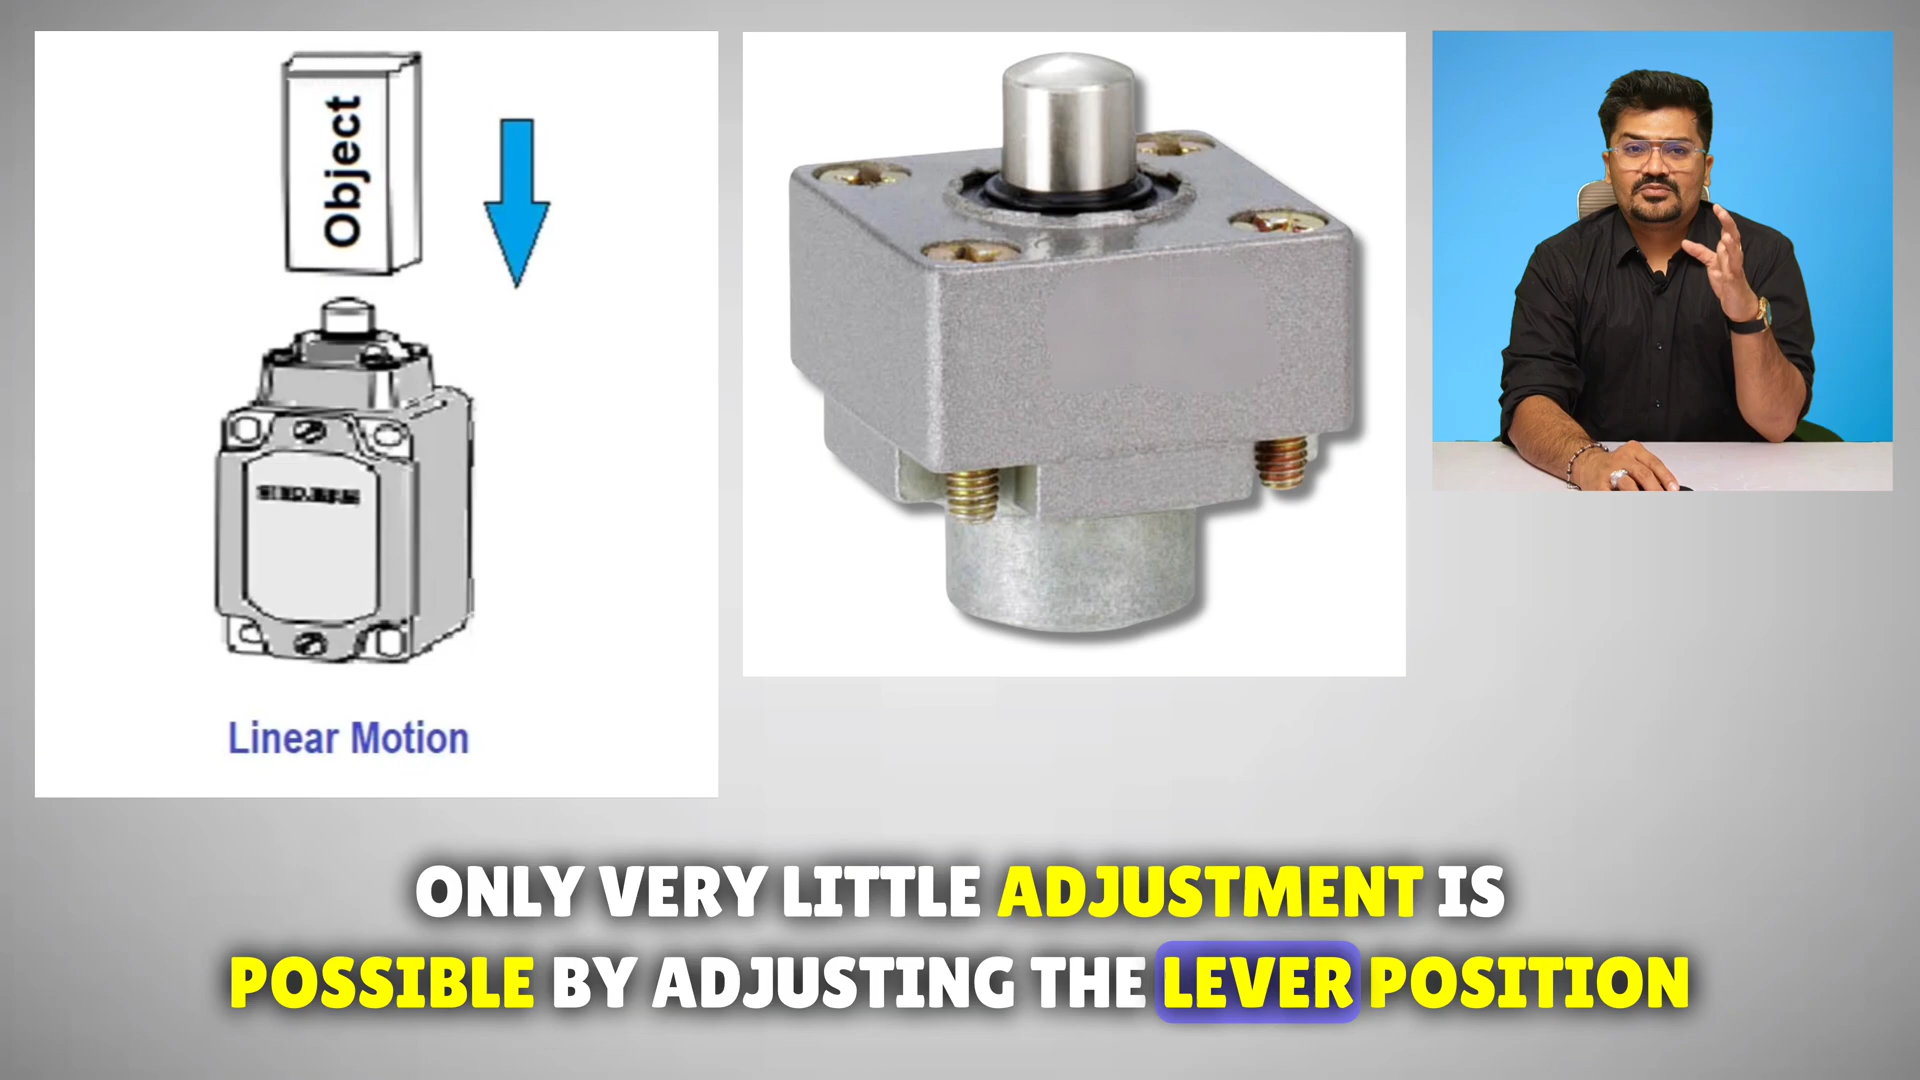 Object
Linear Motion
ONLY VERY LITTLE ADJUSTMENT IS
POSSIBLE BY ADJUSTING THE LEVER POSITION